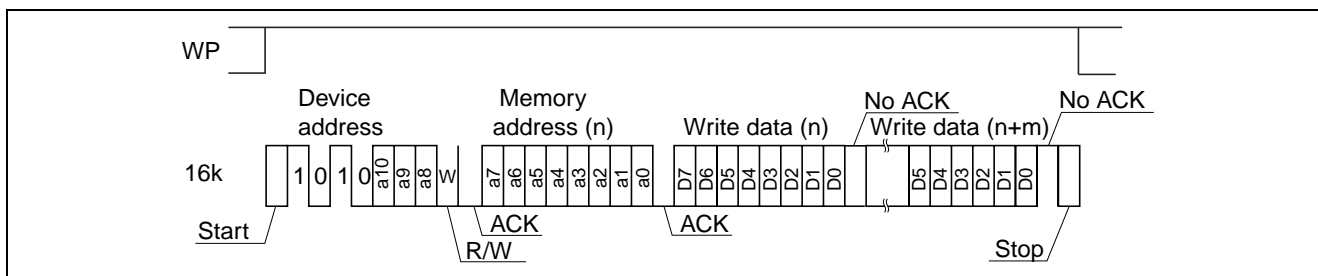 WP
Device
address
Memory
address (n)
Write data (n)
No ACK
Write data (n+m)
No ACK
16k
1 0 1 0 a10 a9 a8 W a7 a6 a5 a4 a3 a2 a1 a0 D7 D6 D5 D4 D3 D2 D1 D0 D5 D4 D3 D2 D1 D0
Start
R/W
ACK
ACK
Stop